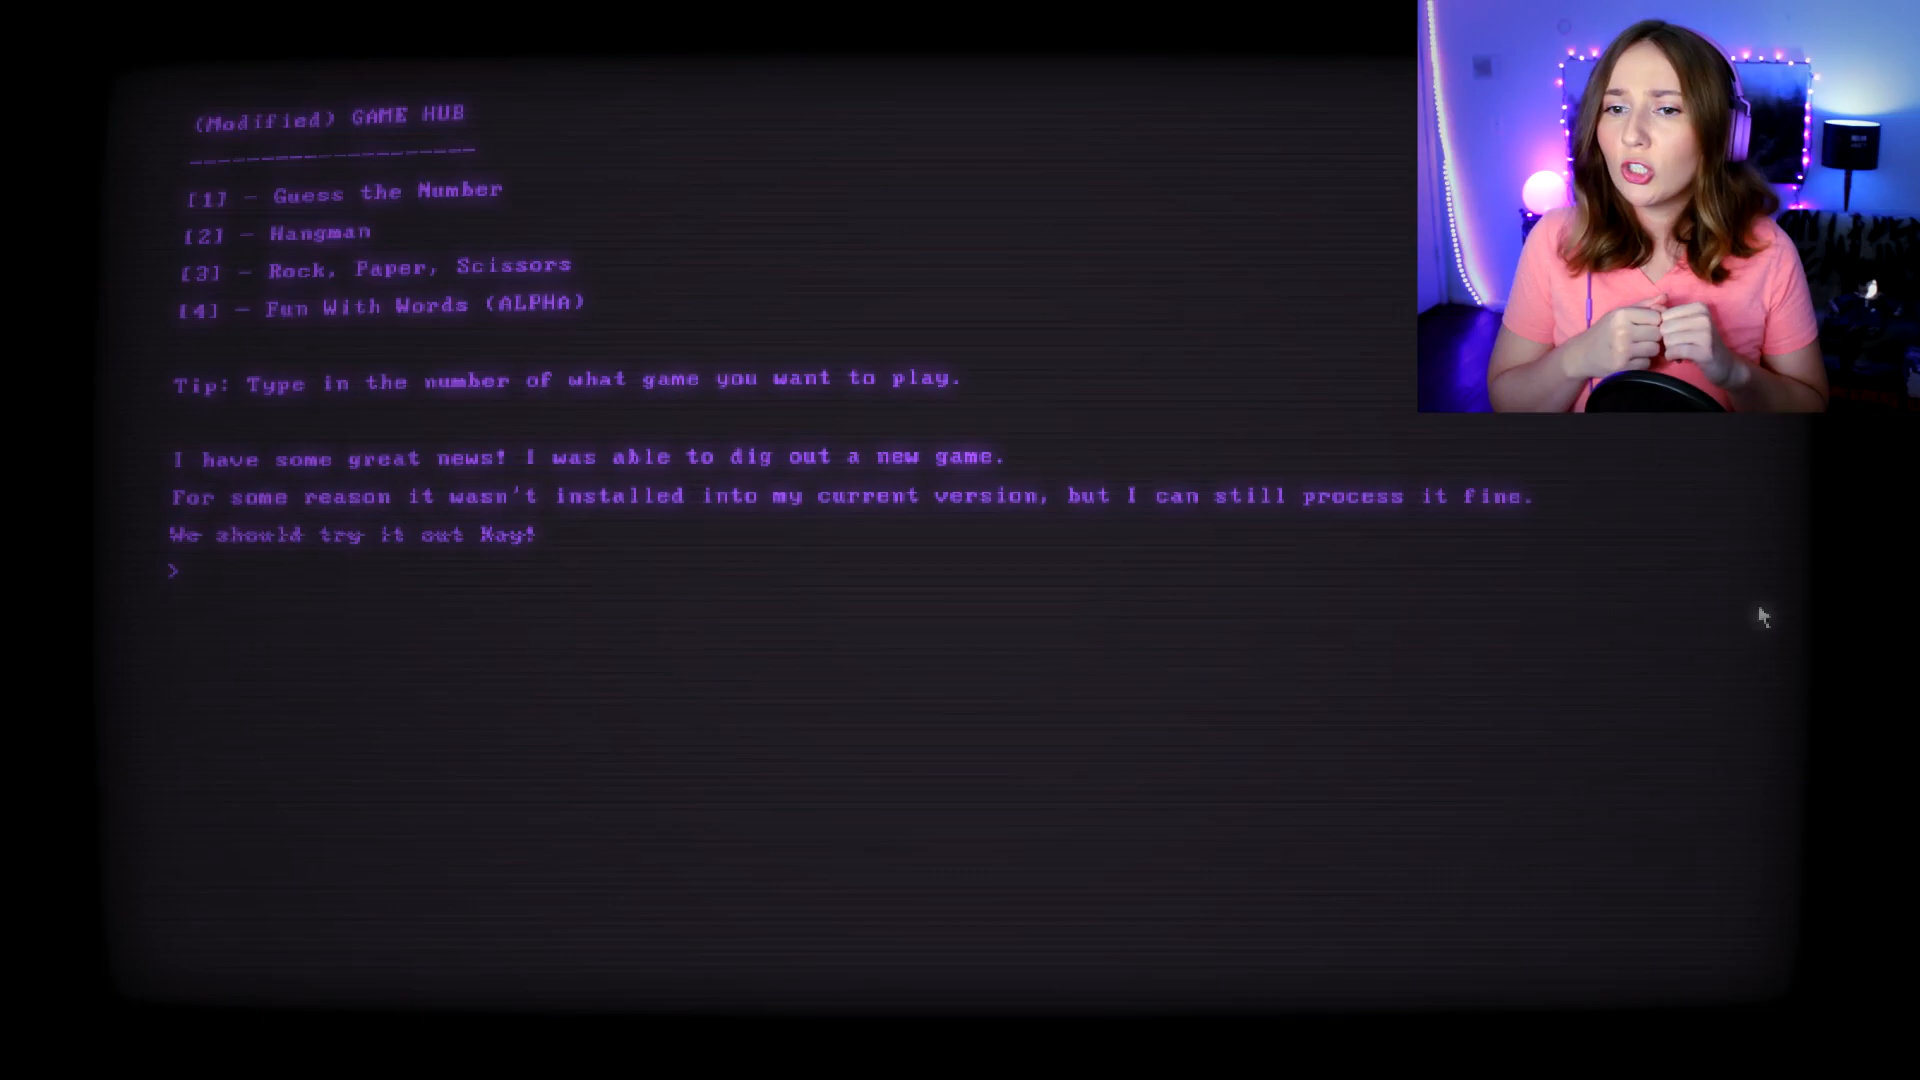 (Modified) GAME HUB
--------------------
[1] - Guess the Number
[2] - Hangman
[3] - Rock, Paper, Scissors
[4] - Fun With Words (ALPHA)
Tip: Type in the number of what game you want to play.
I have some great news! I was able to dig out a new game.
For some reason it wasn't installed into my current version, but I can still process it fine.
We should try it out Kay!
>